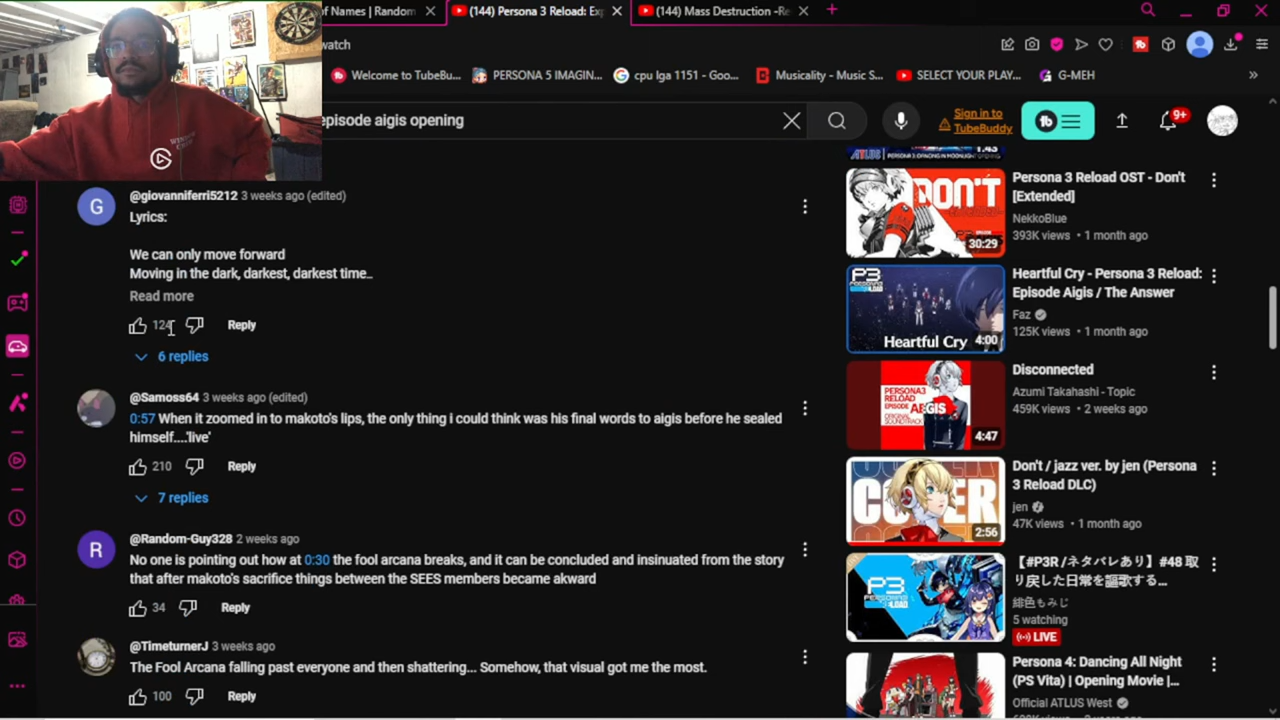 of Names | Random
(144) Persona 3 Reload: Ex
(144) Mass Destruction -Re
watch
Welcome to TubeBu...
PERSONA 5 IMAGIN...
cpu lga 1151 - Goo...
Musicality - Music S...
SELECT YOUR PLAY...
G-MEH
episode aigis opening
Sign in to
TubeBuddy
9+
@giovanniferri5212 3 weeks ago (edited)
Lyrics:
We can only move forward
Moving in the dark, darkest, darkest time...
Read more
124
Reply
6 replies
@Samoss64 3 weeks ago (edited)
0:57 When it zoomed in to makoto's lips, the only thing i could think was his final words to aigis before he sealed
himself....'live'
210
Reply
7 replies
@Random-Guy328 2 weeks ago
No one is pointing out how at 0:30 the fool arcana breaks, and it can be concluded and insinuated from the story
that after makoto's sacrifice things between the SEES members became akward
34
Reply
@TimeturnerJ 3 weeks ago
The Fool Arcana falling past everyone and then shattering... Somehow, that visual got me the most.
100
Reply
ATLUS
1:43
DON'T
30:29
Persona 3 Reload OST - Don't
[Extended]
NekkoBlue
393K views • 1 month ago
P3
Heartful Cry
4:00
Heartful Cry - Persona 3 Reload:
Episode Aigis / The Answer
Faz
125K views • 1 month ago
PERSONA3
RELOAD
EPISODE AEGIS
4:47
Disconnected
Azumi Takahashi - Topic
459K views • 2 weeks ago
COVER
2:56
Don't / jazz ver. by jen (Persona
3 Reload DLC)
jen
47K views • 1 month ago
P3
【#P3R /ネタバレあり】#48 取
り戻した日常を謳歌する...
緋色もみじ
5 watching
LIVE
Persona 4: Dancing All Night
(PS Vita) | Opening Movie |...
Official ATLUS West